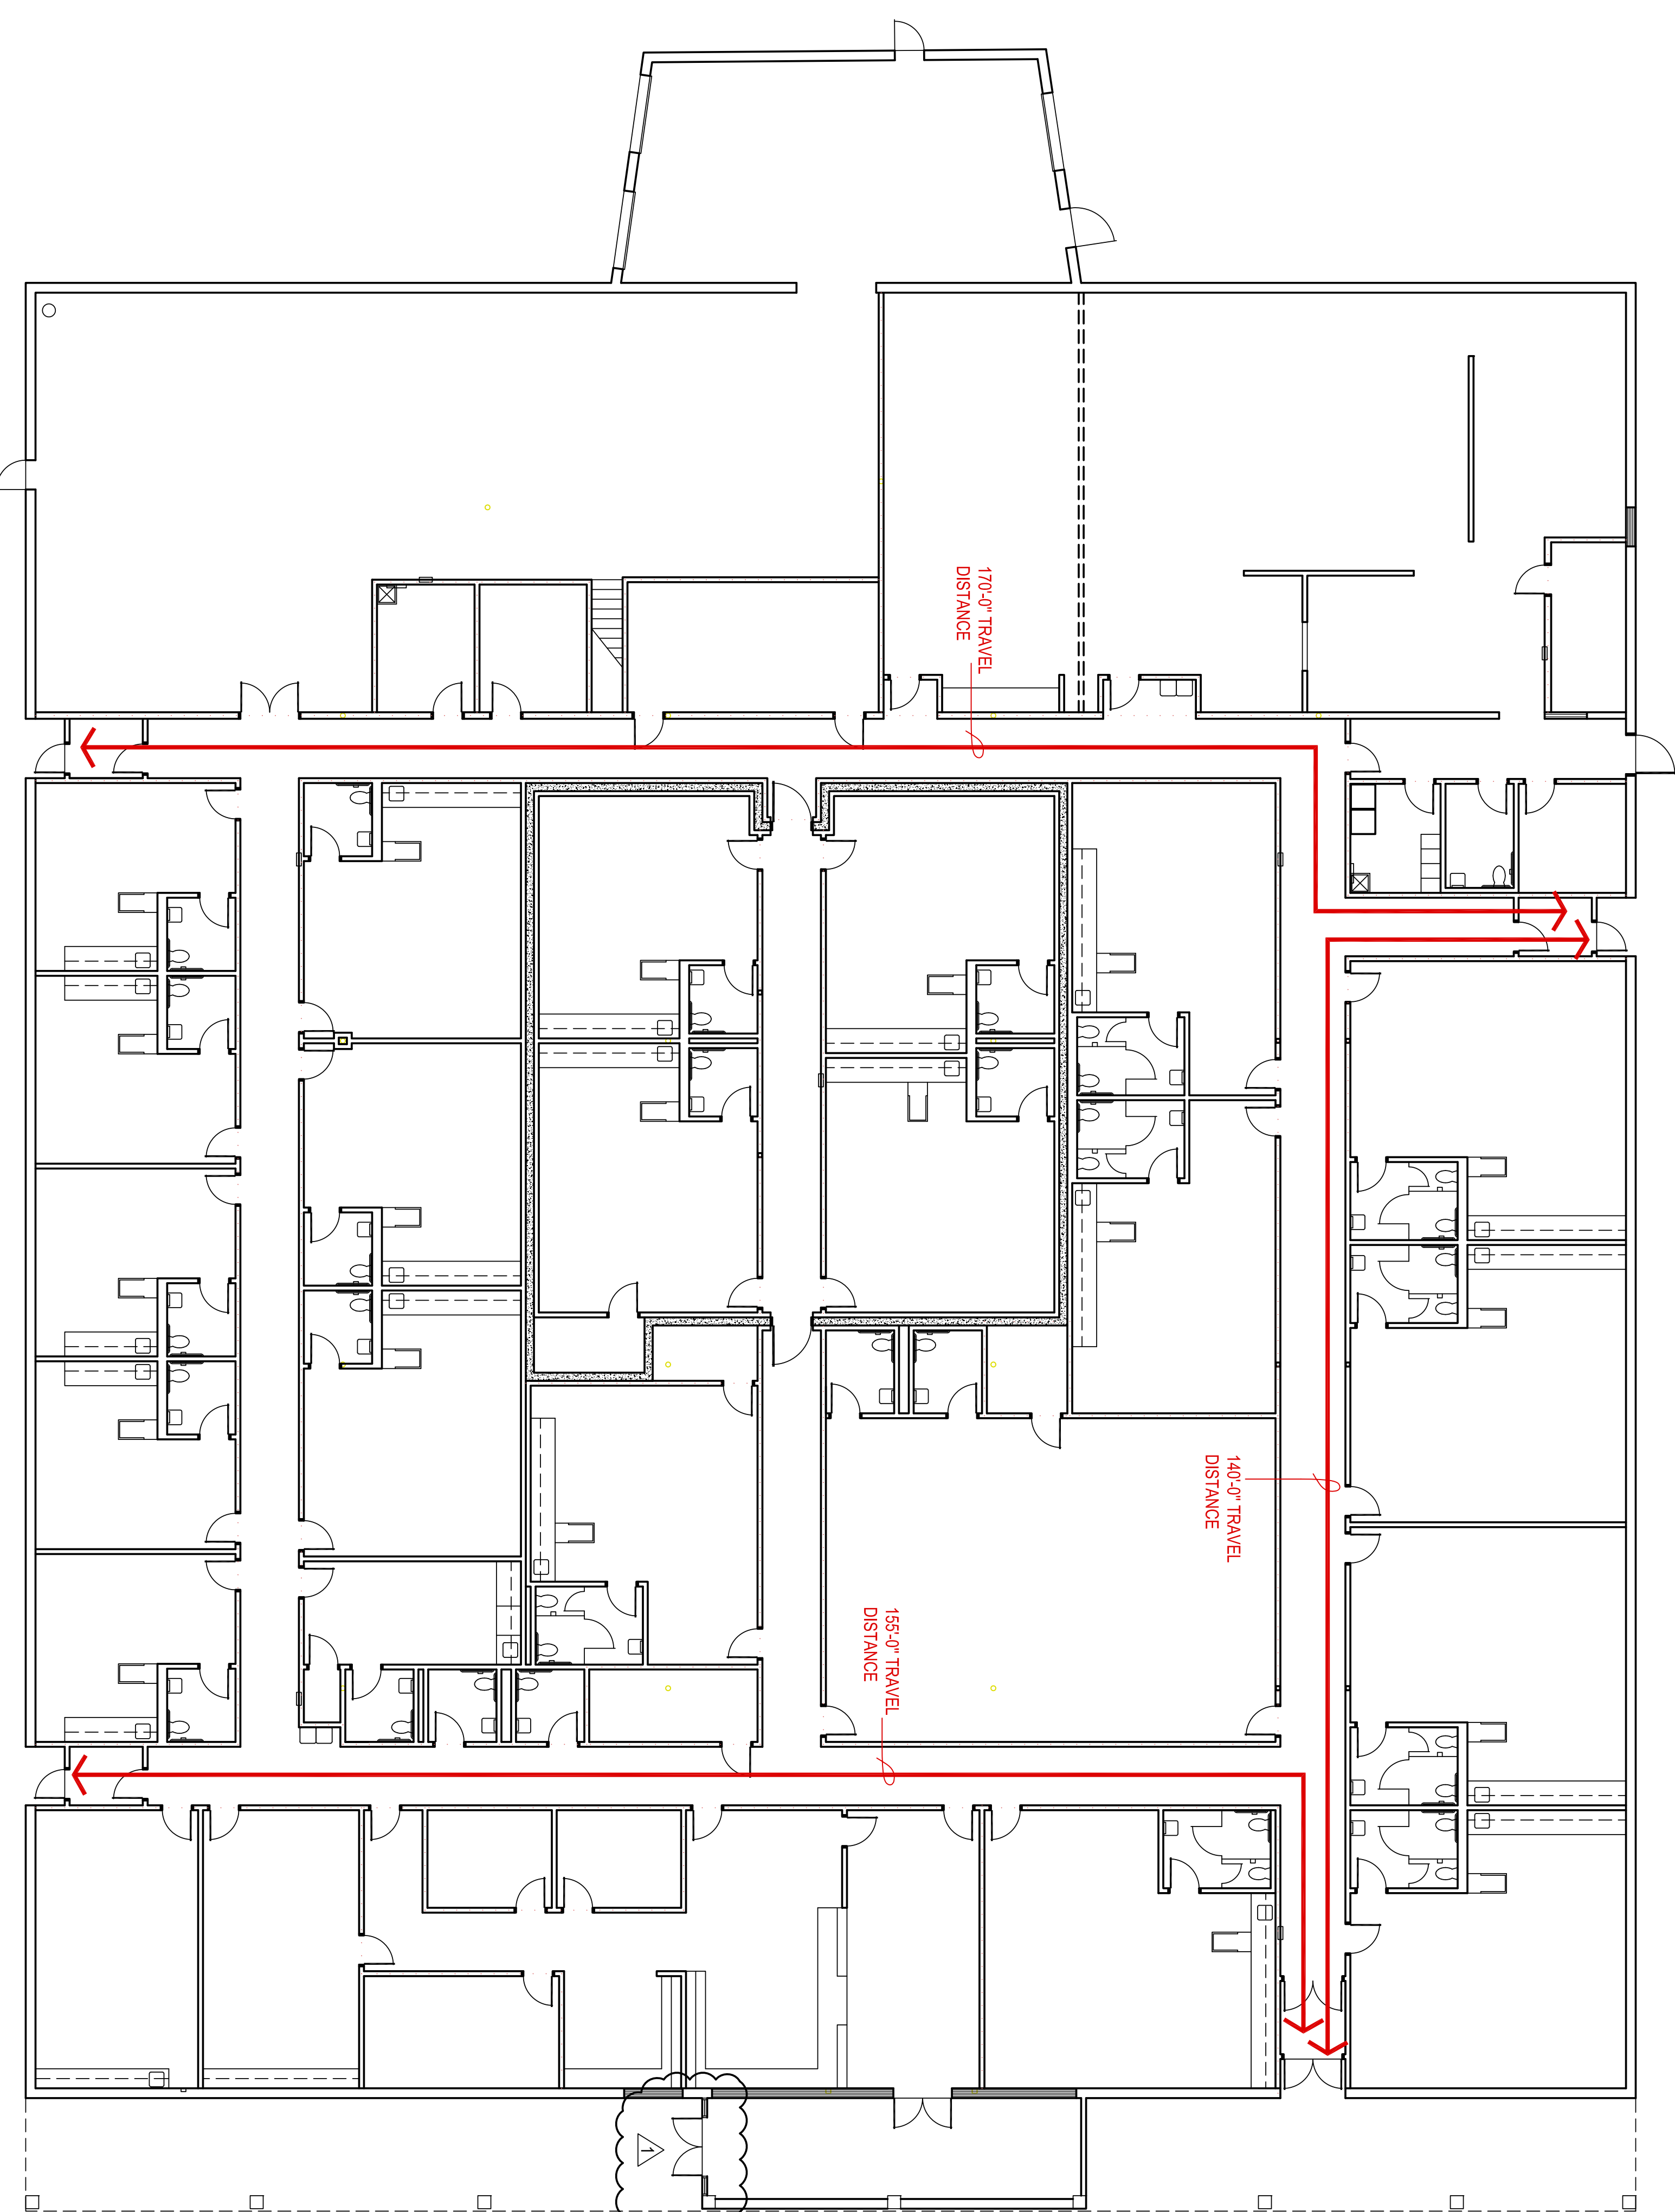 170'-0" TRAVEL
DISTANCE
140'-0" TRAVEL
DISTANCE
155'-0" TRAVEL
DISTANCE
1